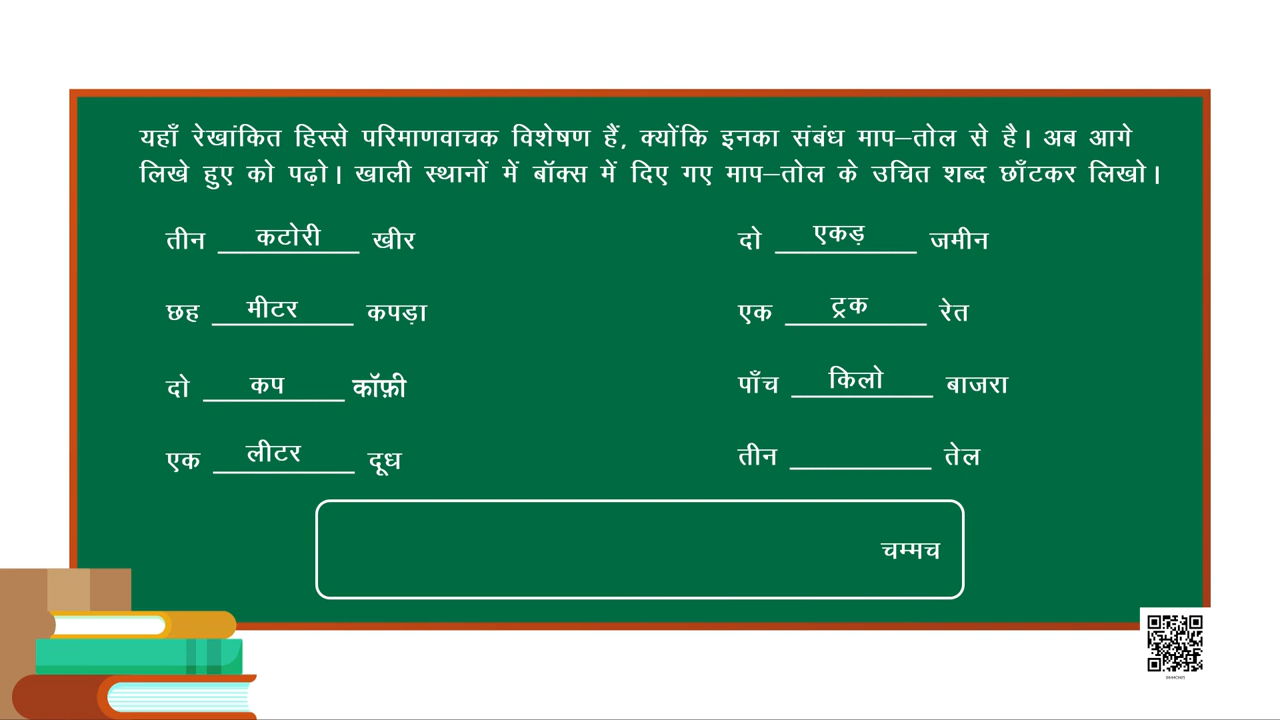 यहाँ रेखांकित हिस्से परिमाणवाचक विशेषण हैं, क्योंकि इनका संबंध माप–तोल से है। अब आगे
लिखे हुए को पढ़ो। खाली स्थानों में बॉक्स में दिए गए माप–तोल के उचित शब्द छाँटकर लिखो।
तीन कटोरी खीर
छह मीटर कपड़ा
दो कप कॉफ़ी
एक लीटर दूध
दो एकड़ जमीन
एक ट्रक रेत
पाँच किलो बाजरा
तीन ______ तेल
चम्मच